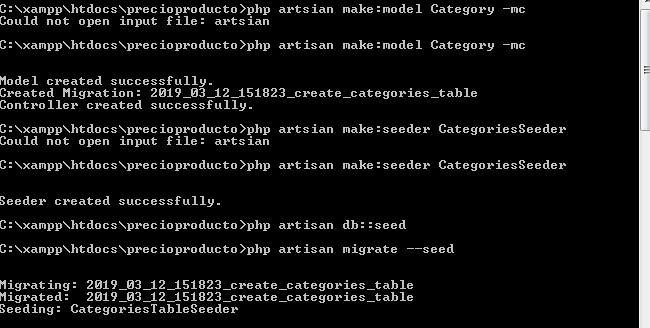 C:\xampp\htdocs\precioproducto>php artsian make:model Category -mc
Could not open input file: artsian
C:\xampp\htdocs\precioproducto>php artisan make:model Category -mc
Model created successfully.
Created Migration: 2019_03_12_151823_create_categories_table
Controller created successfully.
C:\xampp\htdocs\precioproducto>php artsian make:seeder CategoriesSeeder
Could not open input file: artsian
C:\xampp\htdocs\precioproducto>php artisan make:seeder CategoriesSeeder
Seeder created successfully.
C:\xampp\htdocs\precioproducto>php artisan db::seed
C:\xampp\htdocs\precioproducto>php artisan migrate --seed
Migrating: 2019_03_12_151823_create_categories_table
Migrated:  2019_03_12_151823_create_categories_table
Seeding: CategoriesTableSeeder